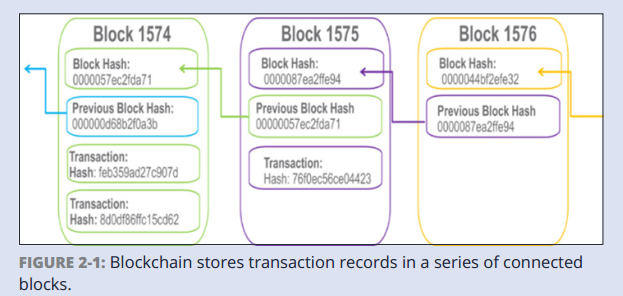 Block 1574
Block Hash:
0000057ec2fda71
Previous Block Hash:
000000d68b2f0a3b
Transaction:
Hash: feb359ad27c907d
Transaction:
Hash: 8d0df86ffc15cd62
Block 1575
Block Hash:
0000087ea2ffe94
Previous Block Hash
00000057ec2fda71
Transaction:
Hash: 76f0ec56ce04423
Block 1576
Block Hash:
0000044bf2efe32
Previous Block Hash
0000087ea2ffe94
FIGURE 2-1: Blockchain stores transaction records in a series of connected
blocks.